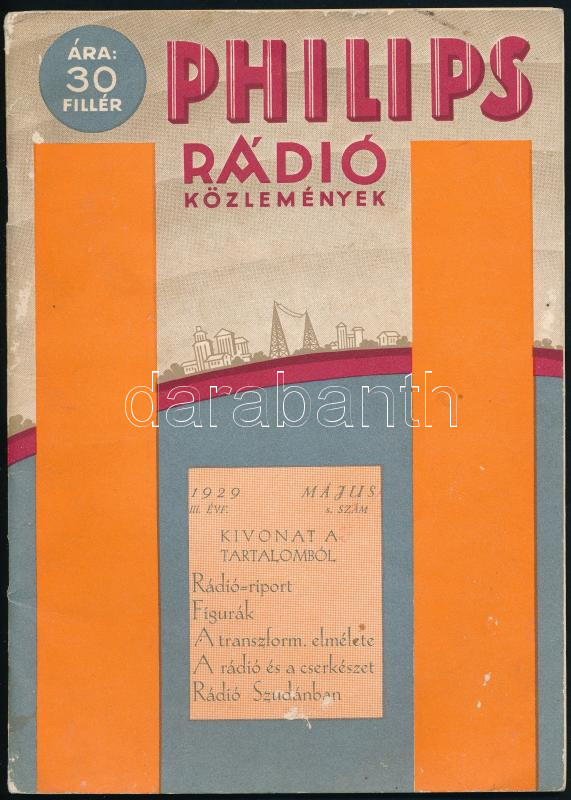 ÁRA:
30
FILLÉR
PHILIPS
RÁDIÓ
KÖZLEMÉNYEK
darabanth
1929 MÁJUS
III. ÉVF. 5. SZÁM
KIVONAT A
TARTALOMBÓL
Rádió=riport
Figurák
A transzform. elmélete
A rádió és a cserkészet
Rádió Szudánban